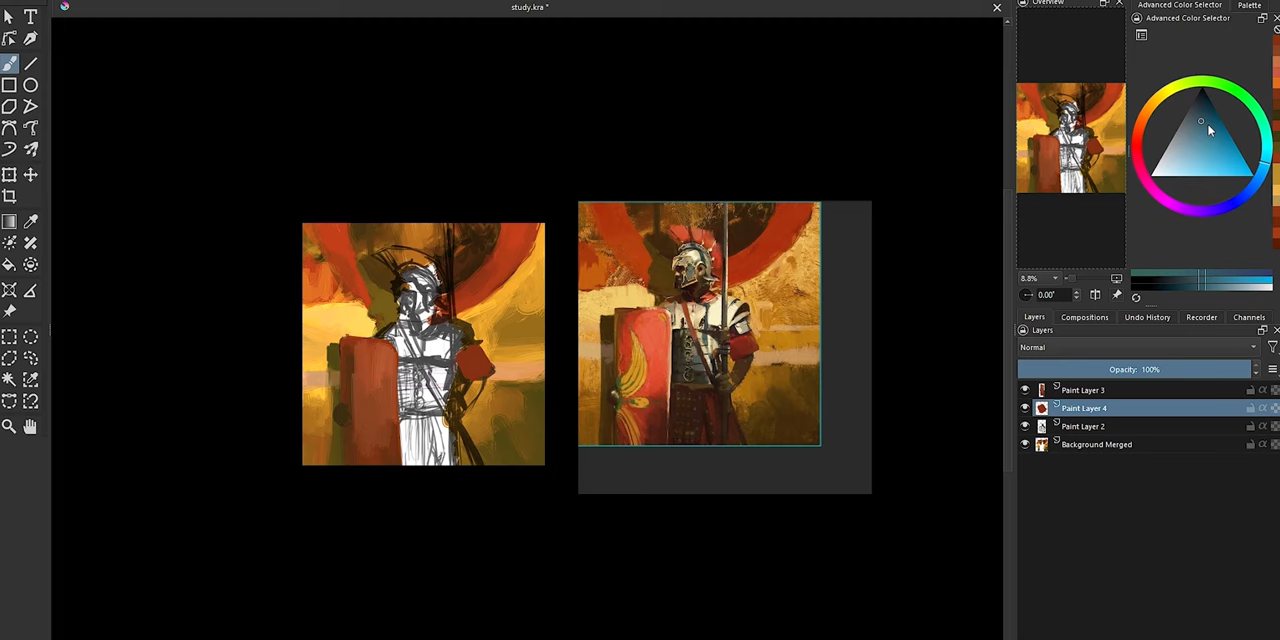 study.kra *
Overview
Advanced Color Selector
Palette
Advanced Color Selector
8.8%
0.00°
Layers
Compositions
Undo History
Recorder
Channels
Layers
Normal
Opacity: 100%
Paint Layer 3
Paint Layer 4
Paint Layer 2
Background Merged